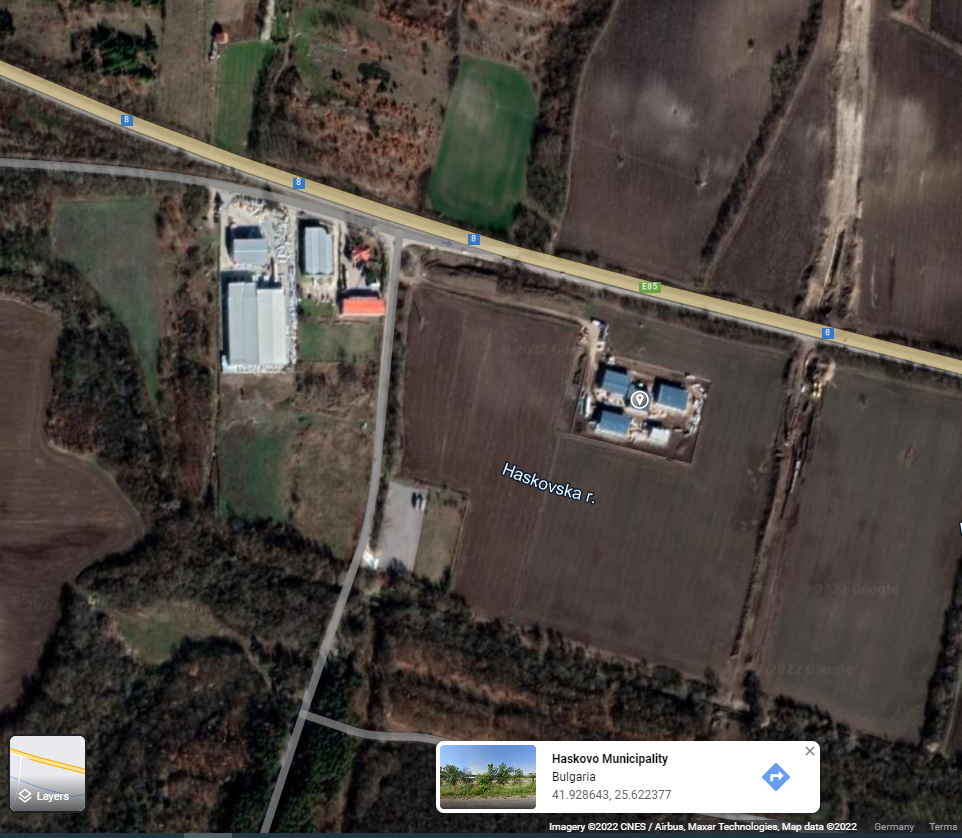 8
8
8
E85
8
2022 Goo
Haskovska r.
2022 Google
2022 Google
Layers
Haskovo Municipality
Bulgaria
41.928643, 25.622377
Imagery ©2022 CNES / Airbus, Maxar Technologies, Map data ©2022 Germany Terms